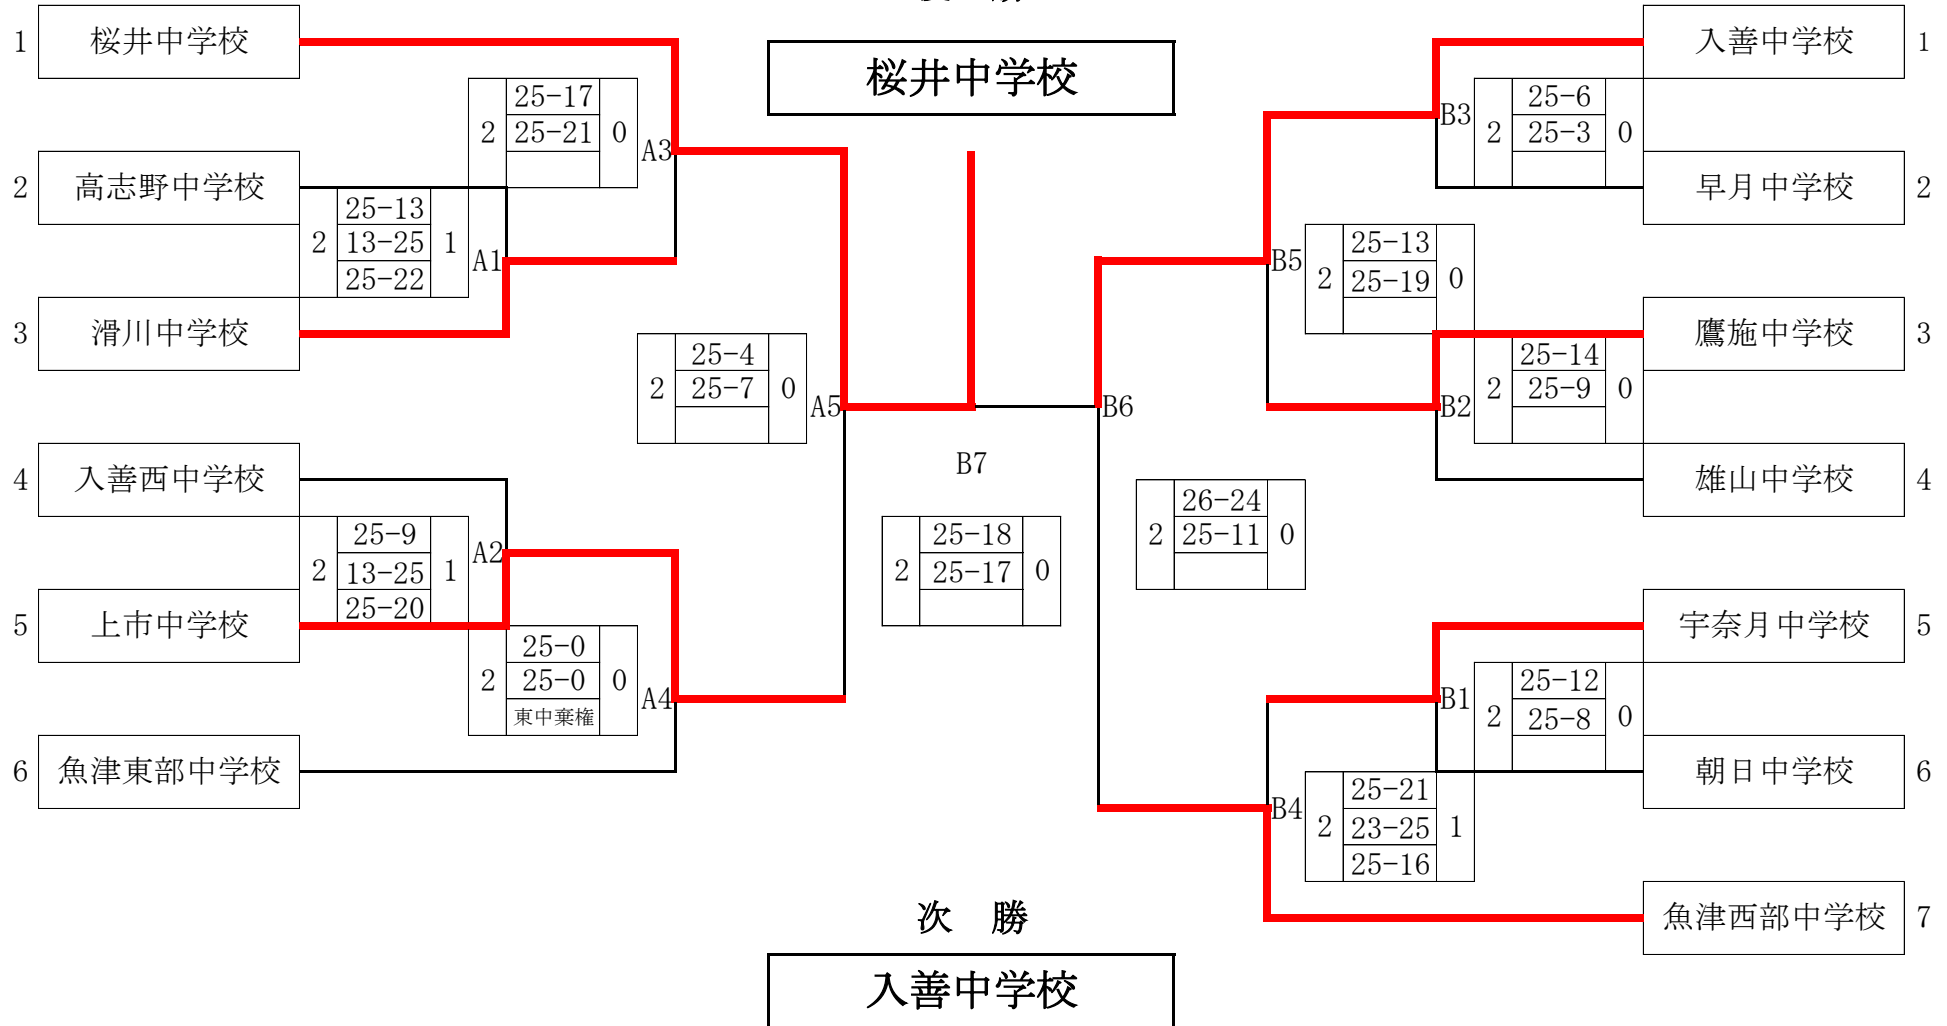 1 桜井中学校
桜井中学校
入善中学校 1
25-17
2 25-21 0
A3
B3
25-6
2 25-3 0
2 高志野中学校
早月中学校 2
25-13
2 13-25 1
25-22
A1
B5
25-13
2 25-19 0
3 滑川中学校
鷹施中学校 3
25-4
2 25-7 0
A5
B6
B2
25-14
2 25-9 0
4 入善西中学校
B7
雄山中学校 4
25-9
2 13-25 1
25-20
A2
25-18
2 25-17 0
26-24
2 25-11 0
5 上市中学校
宇奈月中学校 5
25-0
2 25-0 0
東中棄権
A4
B1
25-12
2 25-8 0
6 魚津東部中学校
朝日中学校 6
B4
25-21
2 23-25 1
25-16
次 勝
魚津西部中学校 7
入善中学校